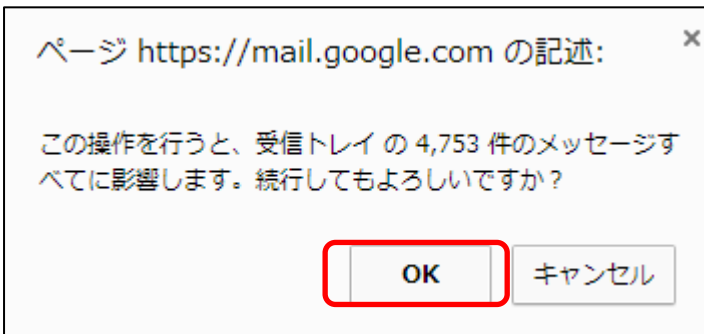 ページ https://mail.google.com の記述:
この操作を行うと、受信トレイ の 4,753 件のメッセージす
べてに影響します。続行してもよろしいですか？
OK キャンセル